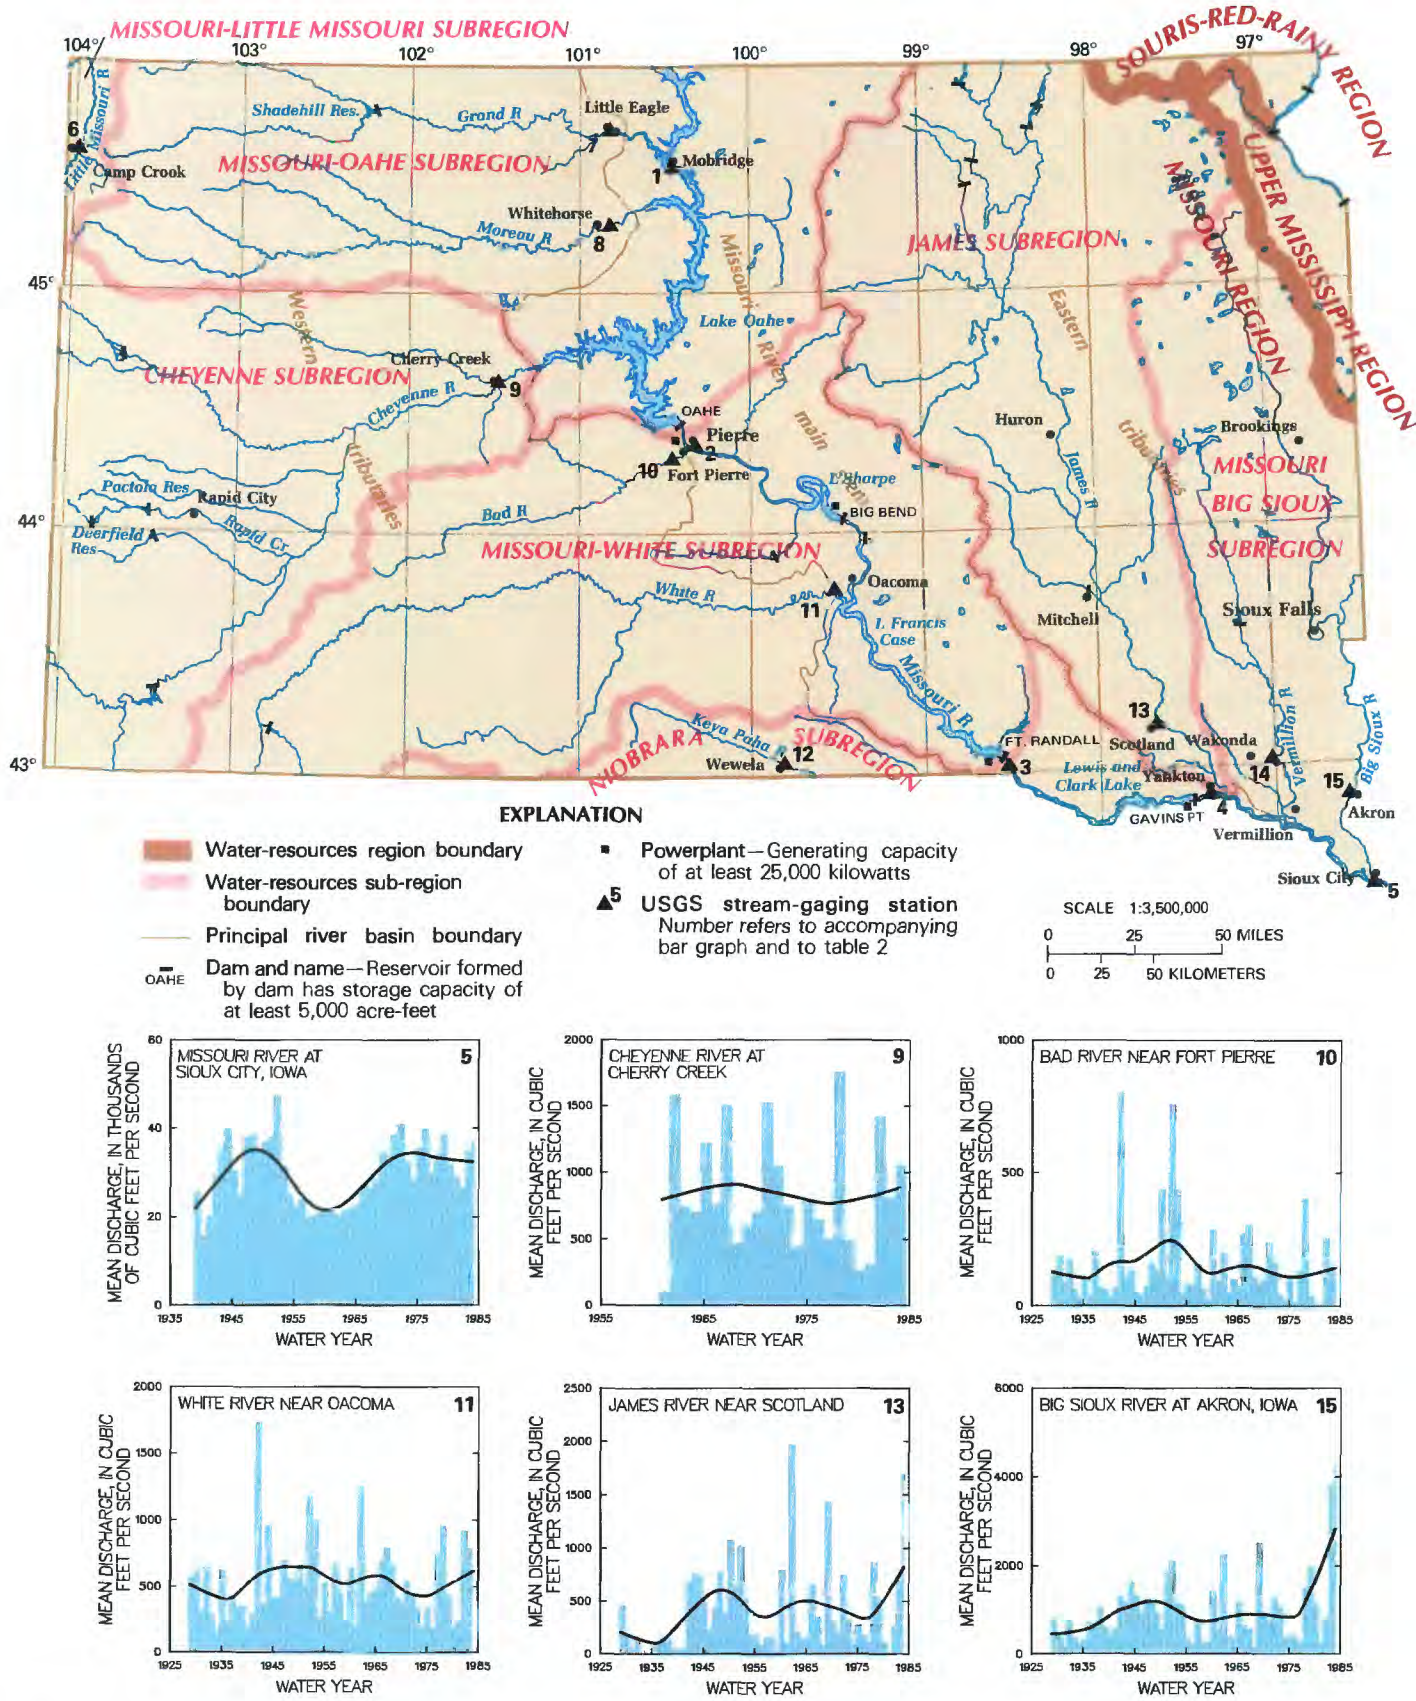 MISSOURI-LITTLE MISSOURI SUBREGION
SOURIS-RED-RAINY REGION
104°
103°
102°
101°
100°
99°
98°
97°
Little Missouri R
6
Camp Crook
Shadehill Res.
Grand R
Little Eagle
7
MISSOURI-OAHE SUBREGION
1
Mobridge
Whitehorse
8
Moreau R
JAMES SUBREGION
UPPER MISSISSIPPI REGION
MISSOURI REGION
45°
Western
tributaries
Missouri River
main
Eastern
tributaries
Lake Oahe
CHEYENNE SUBREGION
Cherry Creek
9
Cheyenne R
OAHE
Pierre
2
10
Fort Pierre
Huron
James R
Brookings
MISSOURI
BIG SIOUX
SUBREGION
Pactola Res
Rapid City
Rapid Cr
Deerfield
Res
44°
Bad R
L Sharpe
BIG BEND
MISSOURI-WHITE SUBREGION
White R
11
Oacoma
L Francis
Case
Mitchell
Sioux Falls
Missouri R
Keya Paha R
NIOBRARA SUBREGION
Wewela
12
43°
FT. RANDALL
3
13
Scotland
Wakonda
14
Vermillion R
Big Sioux R
Lewis and
Clark Lake
Yankton
4
GAVINS PT
Vermillion
15
Akron
Sioux City
5
EXPLANATION
Water-resources region boundary
Water-resources sub-region
boundary
Principal river basin boundary
OAHE
Dam and name—Reservoir formed
by dam has storage capacity of
at least 5,000 acre-feet
Powerplant—Generating capacity
of at least 25,000 kilowatts
5
USGS stream-gaging station
Number refers to accompanying
bar graph and to table 2
SCALE 1:3,500,000
0 25 50 MILES
0 25 50 KILOMETERS
MISSOURI RIVER AT
SIOUX CITY, IOWA
5
MEAN DISCHARGE, IN THOUSANDS
OF CUBIC FEET PER SECOND
60
40
20
0
1935 1945 1955 1965 1975 1985
WATER YEAR
CHEYENNE RIVER AT
CHERRY CREEK
9
MEAN DISCHARGE, IN CUBIC
FEET PER SECOND
2000
1500
1000
500
0
1955 1965 1975 1985
WATER YEAR
BAD RIVER NEAR FORT PIERRE
10
MEAN DISCHARGE, IN CUBIC
FEET PER SECOND
1000
500
0
1925 1935 1945 1955 1965 1975 1985
WATER YEAR
WHITE RIVER NEAR OACOMA
11
MEAN DISCHARGE, IN CUBIC
FEET PER SECOND
2000
1500
1000
500
0
1925 1935 1945 1955 1965 1975 1985
WATER YEAR
JAMES RIVER NEAR SCOTLAND
13
MEAN DISCHARGE, IN CUBIC
FEET PER SECOND
2500
2000
1500
1000
500
0
1925 1935 1945 1955 1965 1975 1985
WATER YEAR
BIG SIOUX RIVER AT AKRON, IOWA
15
MEAN DISCHARGE, IN CUBIC
FEET PER SECOND
6000
4000
2000
0
1925 1935 1945 1955 1965 1975 1985
WATER YEAR